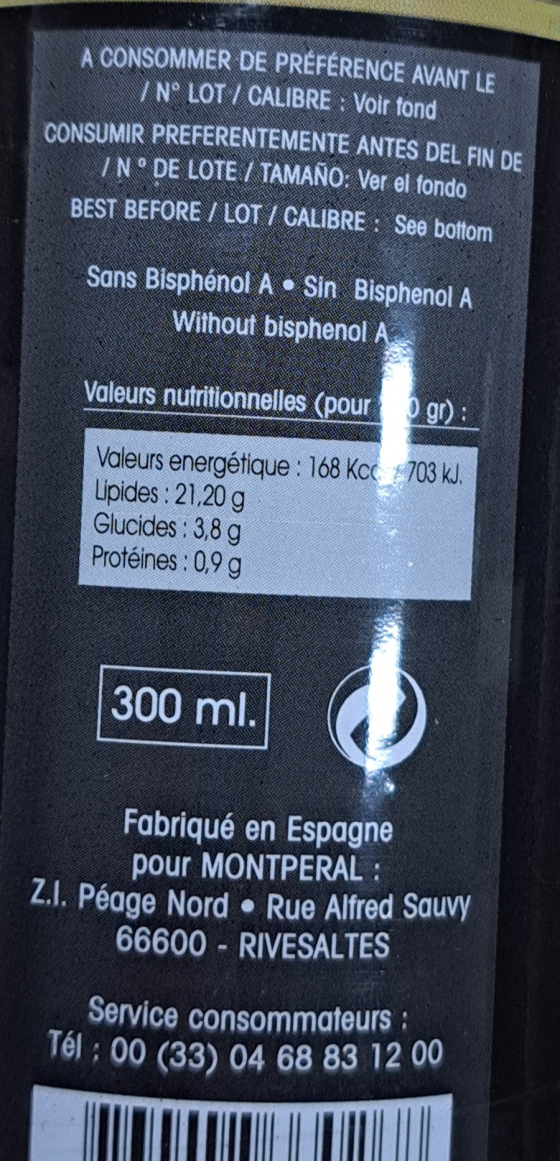 A CONSOMMER DE PRÉFÉRENCE AVANT LE
/ N° LOT / CALIBRE : Voir fond
CONSUMIR PREFERENTEMENTE ANTES DEL FIN DE
/ N° DE LOTE / TAMAÑO: Ver el fondo
BEST BEFORE / LOT / CALIBRE : See bottom
Sans Bisphénol A • Sin Bisphenol A
Without bisphenol A
Valeurs nutritionnelles (pour gr) :
Valeurs energétique : 168 703 kJ.
Lipides : 21,20 g
Glucides : 3,8 g
Protéines : 0,9 g
300 ml.
Fabriqué en Espagne
pour MONTPERAL :
Z.I. Péage Nord • Rue Alfred Sauvy
66600 - RIVESALTES
Service consommateurs :
Tél : 00 (33) 04 68 83 12 00